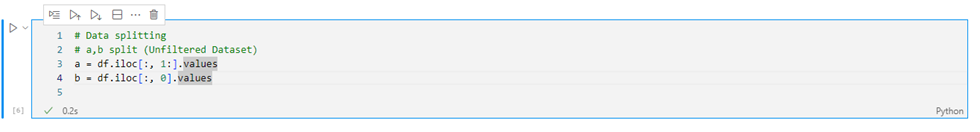 1 # Data splitting
2 # a,b split (Unfiltered Dataset)
3 a = df.iloc[:, 1:].values
4 b = df.iloc[:, 0].values
5
[6] 0.2s Python